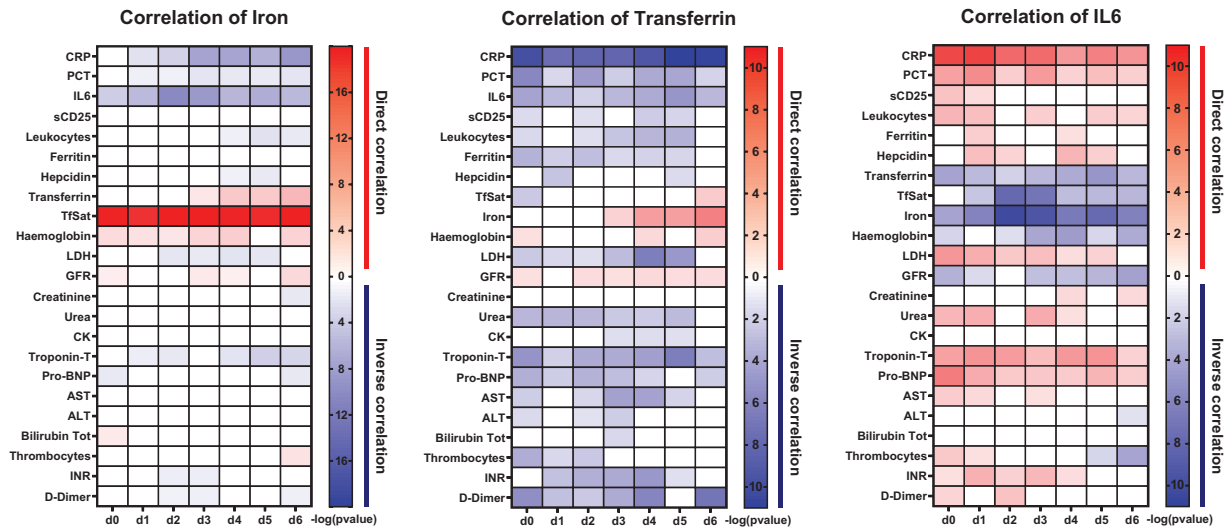 Correlation of Iron
CRP
PCT
IL6
sCD25
Leukocytes
Ferritin
Hepcidin
Transferrin
TfSat
Haemoglobin
LDH
GFR
Creatinine
Urea
CK
Troponin-T
Pro-BNP
AST
ALT
Bilirubin Tot
Thrombocytes
INR
D-Dimer
d0 d1 d2 d3 d4 d5 d6 -log(pvalue)
16
12
8
4
0
4
8
12
16
Direct correlation
Inverse correlation
Correlation of Transferrin
CRP
PCT
IL6
sCD25
Leukocytes
Ferritin
Hepcidin
TfSat
Iron
Haemoglobin
LDH
GFR
Creatinine
Urea
CK
Troponin-T
Pro-BNP
AST
ALT
Bilirubin Tot
Thrombocytes
INR
D-Dimer
d0 d1 d2 d3 d4 d5 d6 -log(pvalue)
10
8
6
4
2
0
2
4
6
8
10
Direct correlation
Inverse correlation
Correlation of IL6
CRP
PCT
sCD25
Leukocytes
Ferritin
Hepcidin
Transferrin
TfSat
Iron
Haemoglobin
LDH
GFR
Creatinine
Urea
CK
Troponin-T
Pro-BNP
AST
ALT
Bilirubin Tot
Thrombocytes
INR
D-Dimer
d0 d1 d2 d3 d4 d5 d6 -log(pvalue)
10
8
6
4
2
0
2
4
6
8
10
Direct correlation
Inverse correlation